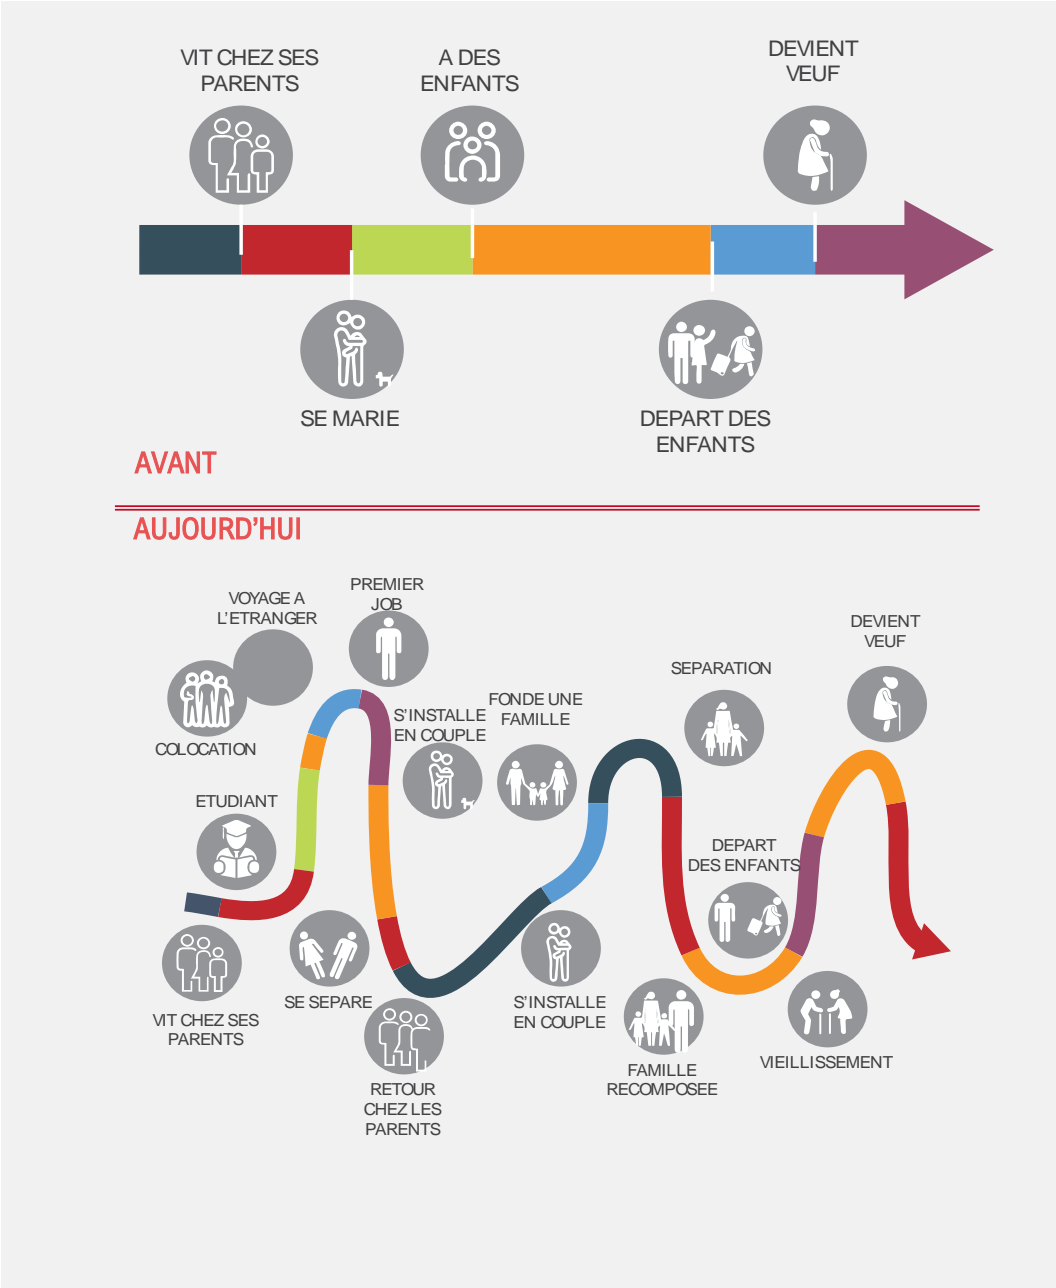 VIT CHEZ SES
PARENTS
A DES
ENFANTS
DEVIENT
VEUF
SE MARIE
DEPART DES
ENFANTS
AVANT
AUJOURD'HUI
VOYAGE A
L'ETRANGER
PREMIER
JOB
COLOCATION
ETUDIANT
S'INSTALLE
EN COUPLE
FONDE UNE
FAMILLE
SEPARATION
DEVIENT
VEUF
DEPART
DES ENFANTS
VIT CHEZ SES
PARENTS
SE SEPARE
RETOUR
CHEZ LES
PARENTS
S'INSTALLE
EN COUPLE
FAMILLE
RECOMPOSEE
VIEILLISSEMENT